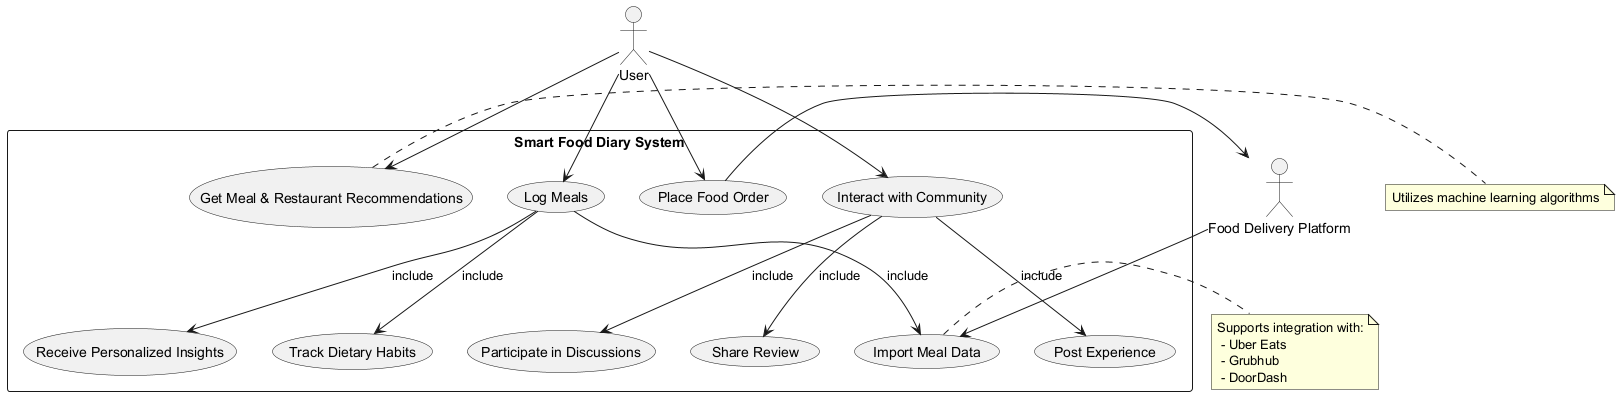 User
Smart Food Diary System
Get Meal & Restaurant Recommendations
Log Meals
Place Food Order
Interact with Community
Utilizes machine learning algorithms
Food Delivery Platform
include
include
include
include
include
include
Receive Personalized Insights
Track Dietary Habits
Participate in Discussions
Share Review
Import Meal Data
Post Experience
Supports integration with:
- Uber Eats
- Grubhub
- DoorDash